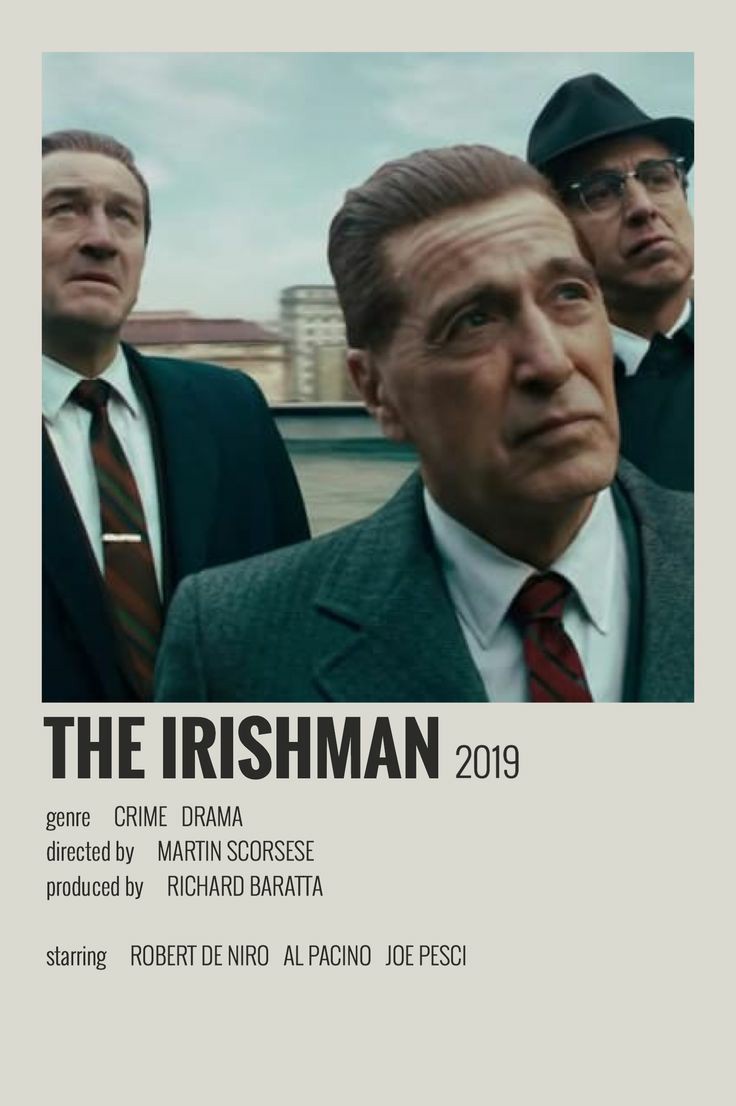 THE IRISHMAN 2019
genre CRIME DRAMA
directed by MARTIN SCORSESE
produced by RICHARD BARATTA
starring ROBERT DE NIRO AL PACINO JOE PESCI